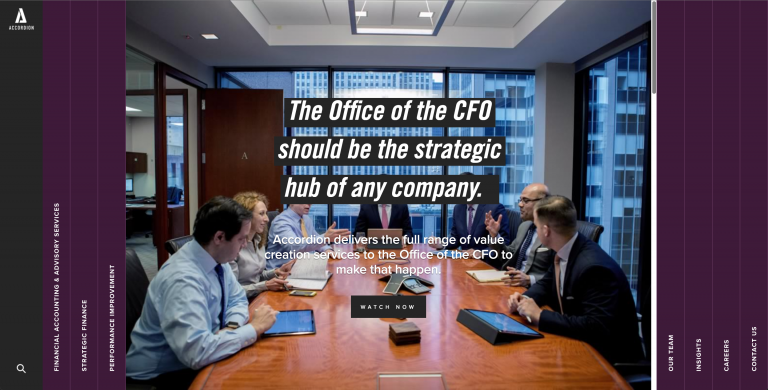 ACCORDION
FINANCIAL ACCOUNTING & ADVISORY SERVICES
STRATEGIC FINANCE
PERFORMANCE IMPROVEMENT
A
The Office of the CFO
should be the strategic
hub of any company.
Accordion delivers the full range of value
creation services to the Office of the CFO to
make that happen.
WATCH NOW
OUR TEAM
INSIGHTS
CAREERS
CONTACT US